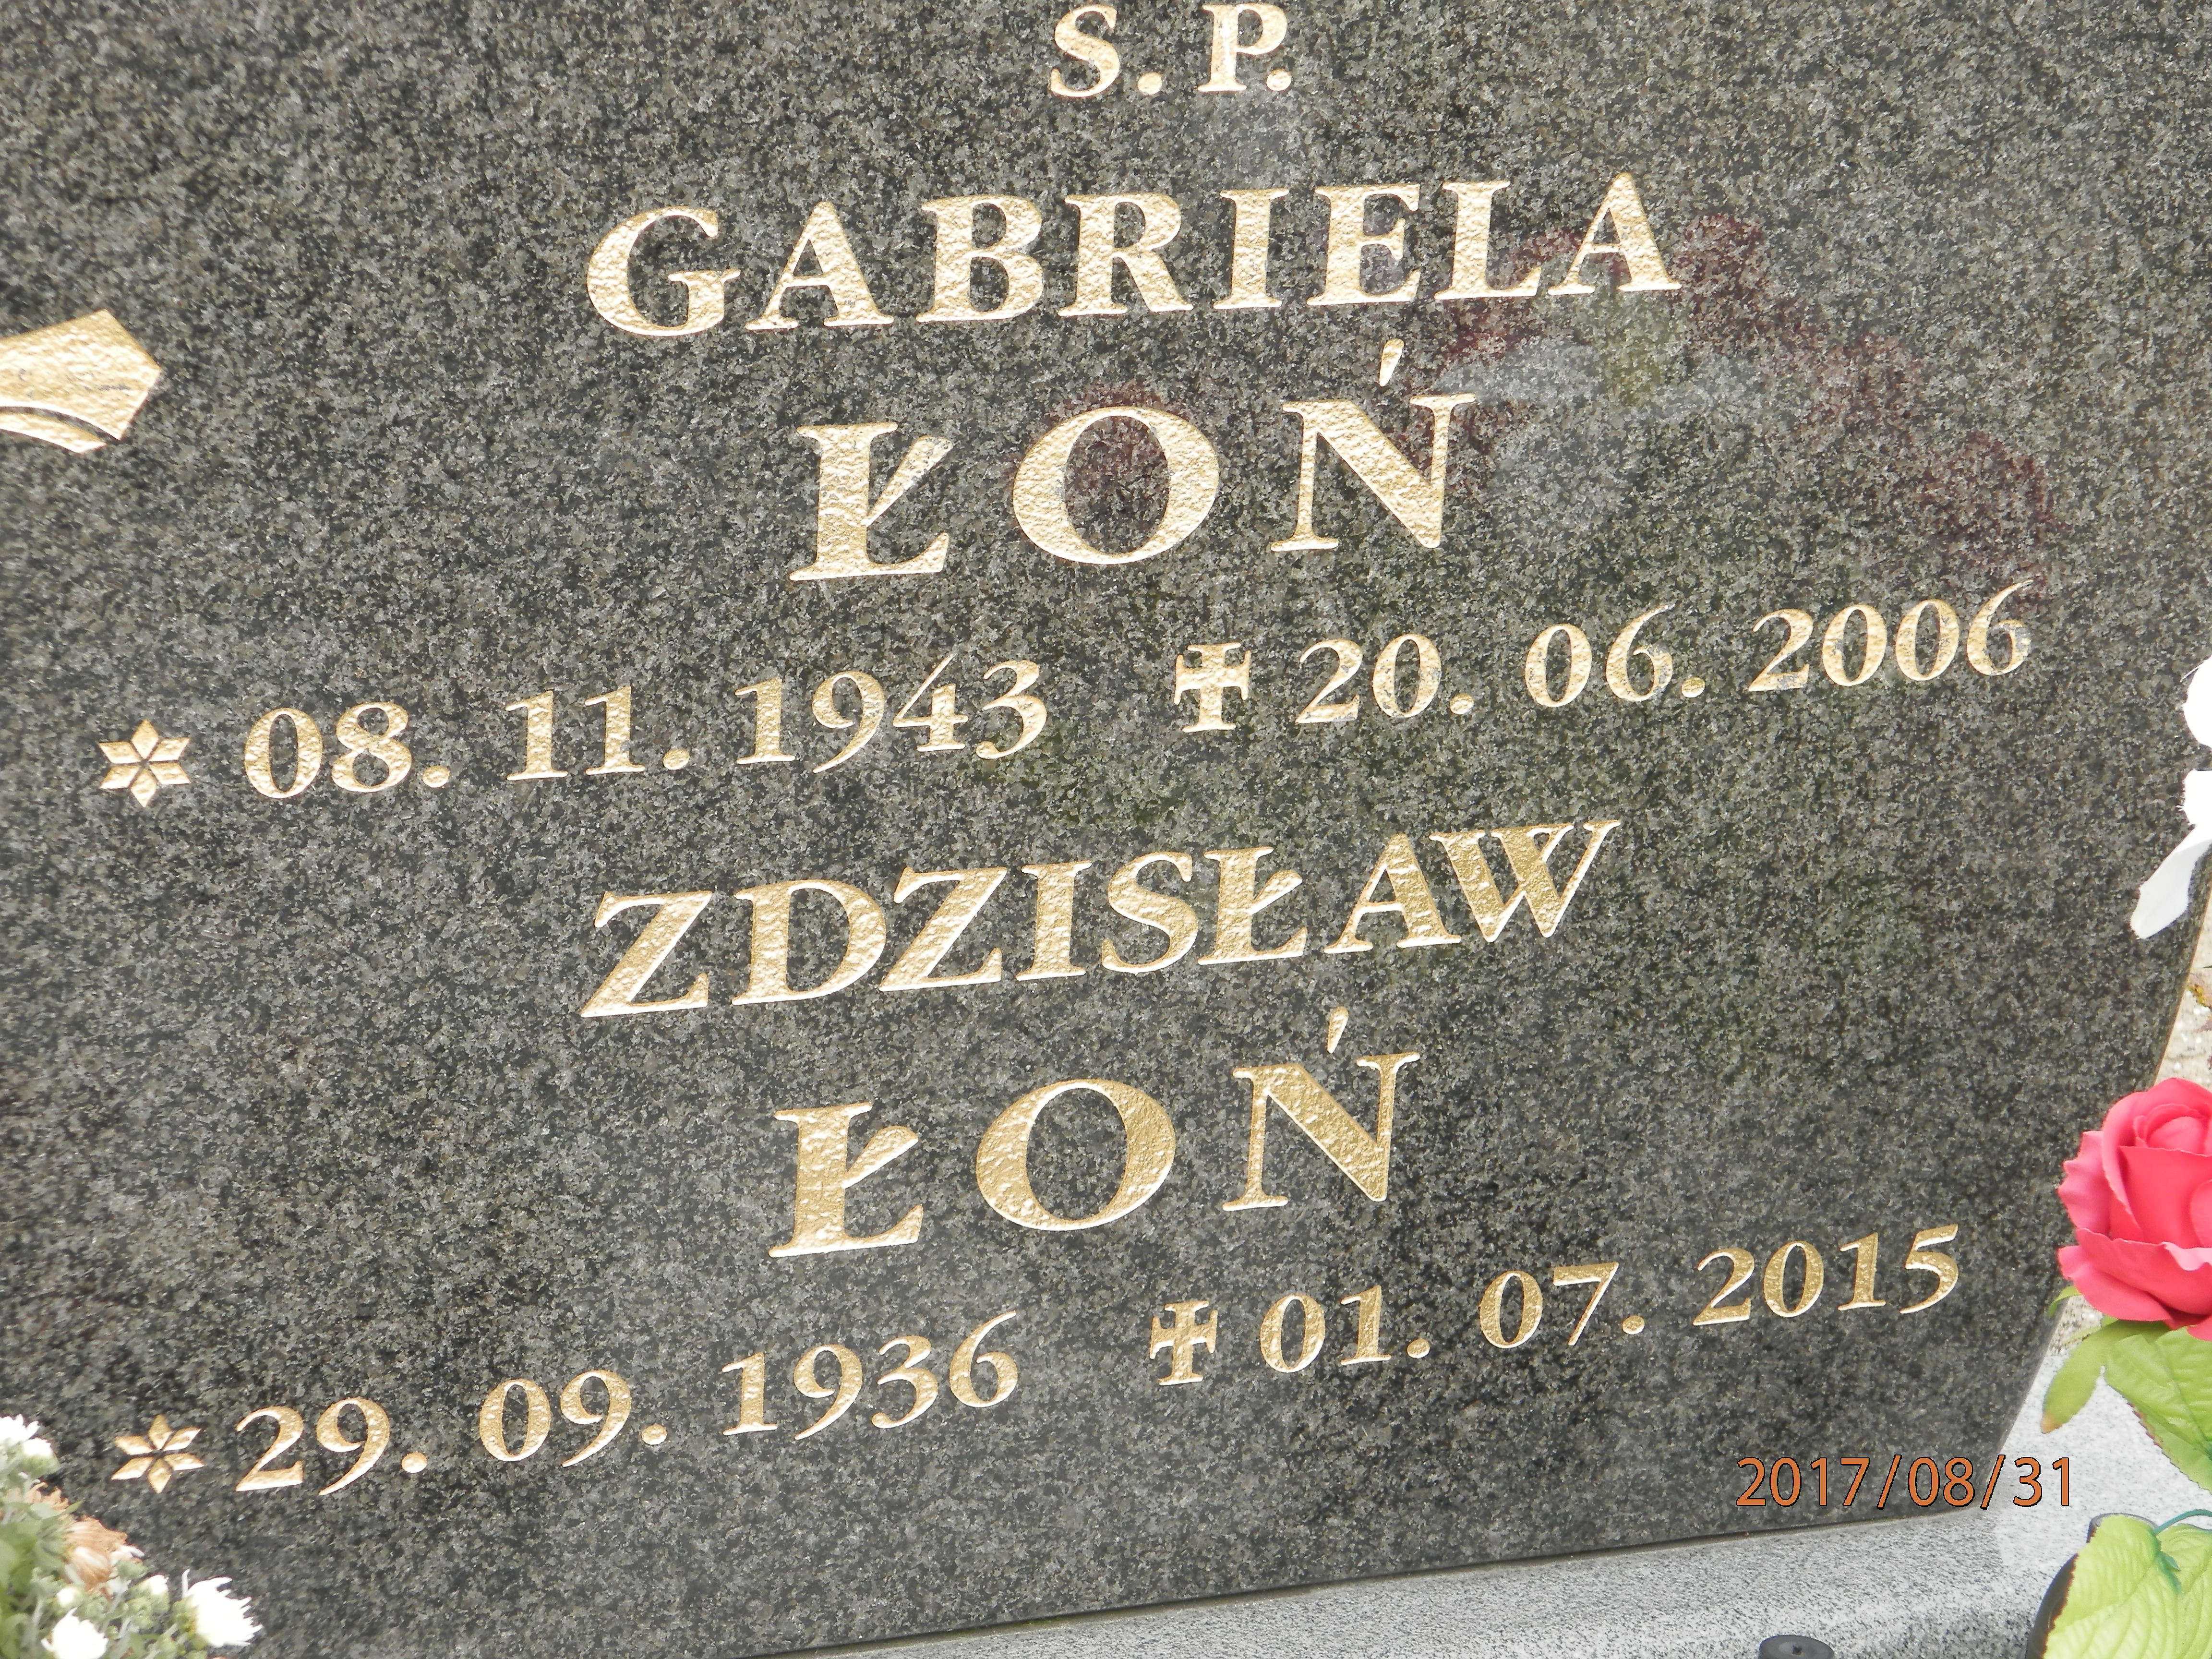 S. P.
GABRIELA
ŁOŃ
08. 11. 1943 ✠ 20. 06. 2006
ZDZISŁAW
ŁOŃ
29. 09. 1936 ✠ 01. 07. 2015
2017/08/31